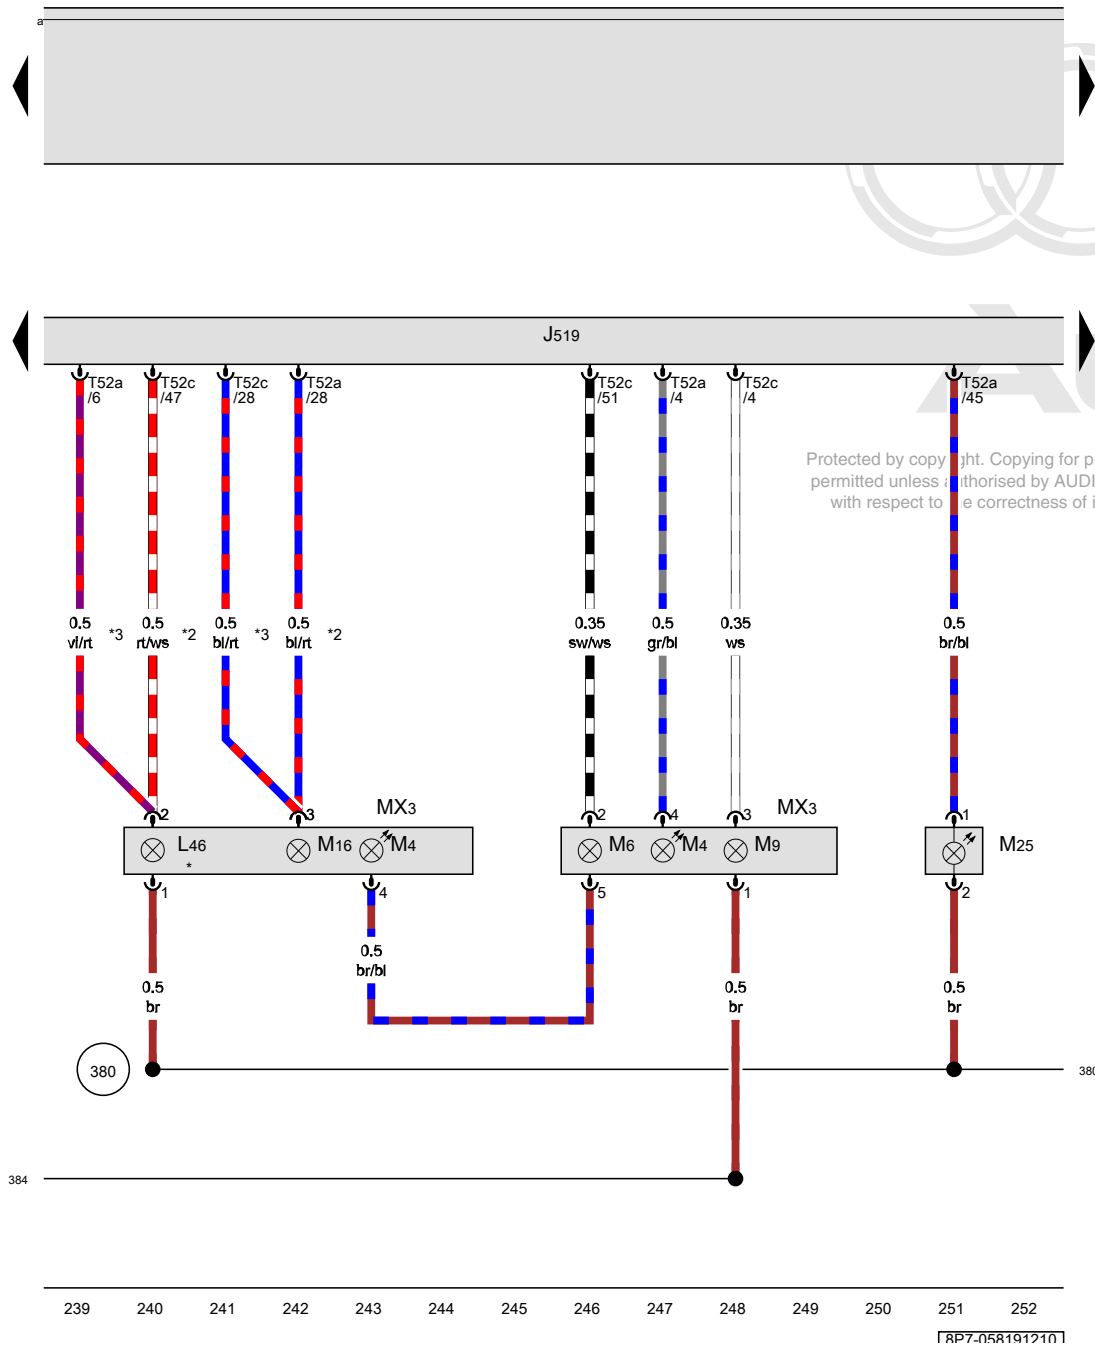 a
J519
T52a
/6
T52c
/47
T52c
/28
T52a
/28
T52c
/51
T52a
/4
T52c
/4
T52a
/45
Protected by copyright. Copying for
permitted unless authorised by AUDI
with respect to the correctness of
0.5
vi/rt
*3
0.5
rt/ws
*2
0.5
bl/rt
*3
0.5
bl/rt
*2
0.35
sw/ws
0.5
gr/bl
0.35
ws
0.5
br/bl
2
3
MX3
2
4
3
MX3
1
L46
*
M16
M4
M6
M4
M9
M25
1
4
5
1
2
0.5
br/bl
0.5
br
0.5
br
0.5
br
380
380
384
239 240 241 242 243 244 245 246 247 248 249 250 251 252
8P7-058191210